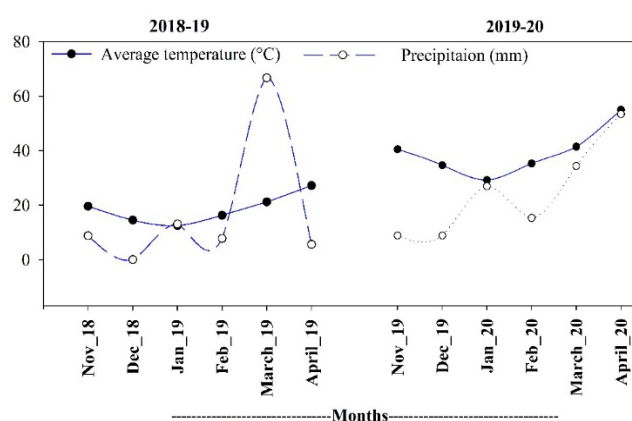 2018-19 2019-20
80
Average temperature (°C) Precipitaion (mm)
60
40
20
0
Nov_18
Dec_18
Jan_19
Feb_19
March_19
April_19
Nov_19
Dec_19
Jan_20
Feb_20
March_20
April_20
-----------------------------Months-------------------------------